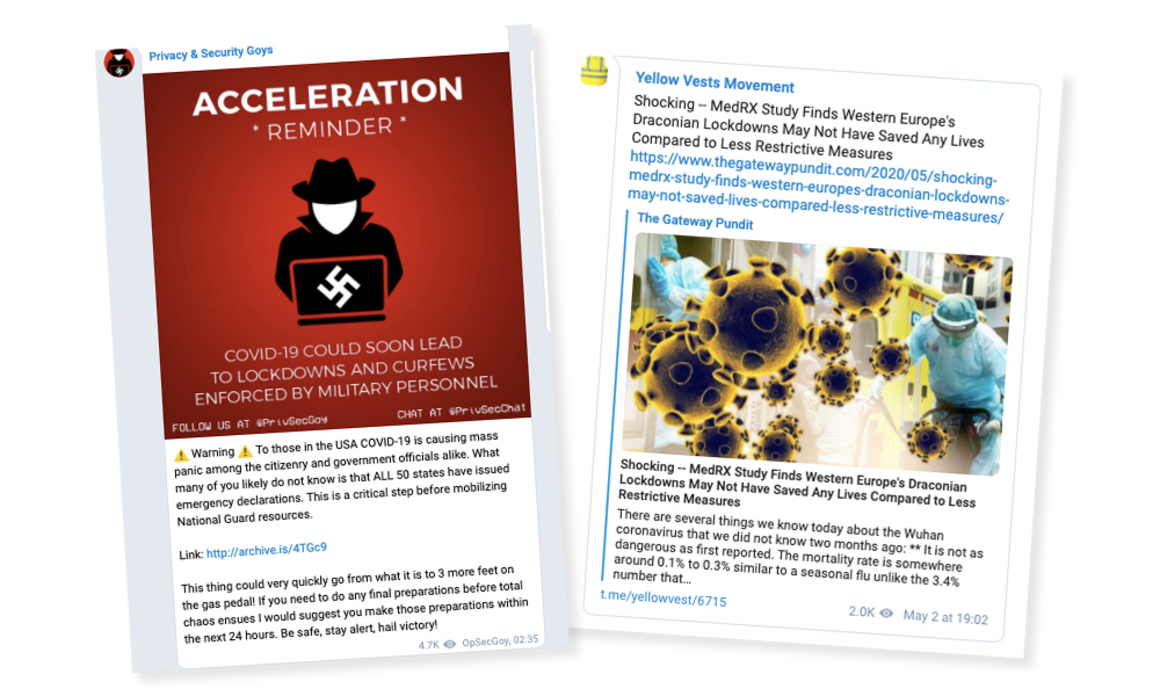 Privacy & Security Goys
ACCELERATION
* REMINDER *
COVID-19 COULD SOON LEAD
TO LOCKDOWNS AND CURFEWS
ENFORCED BY MILITARY PERSONNEL
FOLLOW US AT @PrivSecGoy
CHAT AT @PrivSecChat
⚠️ Warning ⚠️ To those in the USA COVID-19 is causing mass
panic among the citizenry and government officials alike. What
many of you likely do not know is that ALL 50 states have issued
emergency declarations. This is a critical step before mobilizing
National Guard resources.
Link: http://archive.is/4TGc9
This thing could very quickly go from what it is to 3 more feet on
the gas pedal! If you need to do any final preparations before total
chaos ensues I would suggest you make those preparations within
the next 24 hours. Be safe, stay alert, hail victory!
4.7K OpSecGoy, 02:35
Yellow Vests Movement
Shocking -- MedRX Study Finds Western Europe's
Draconian Lockdowns May Not Have Saved Any Lives
Compared to Less Restrictive Measures
https://www.thegatewaypundit.com/2020/05/shocking-
medrx-study-finds-western-europes-draconian-lockdowns-
may-not-saved-lives-compared-less-restrictive-measures/
The Gateway Pundit
Shocking -- MedRX Study Finds Western Europe's Draconian
Lockdowns May Not Have Saved Any Lives Compared to Less
Restrictive Measures
There are several things we know today about the Wuhan
coronavirus that we did not know two months ago: ** It is not as
dangerous as first reported. The mortality rate is somewhere
around 0.1% to 0.3% similar to a seasonal flu unlike the 3.4%
number that…
t.me/yellowvest/6715
2.0K May 2 at 19:02